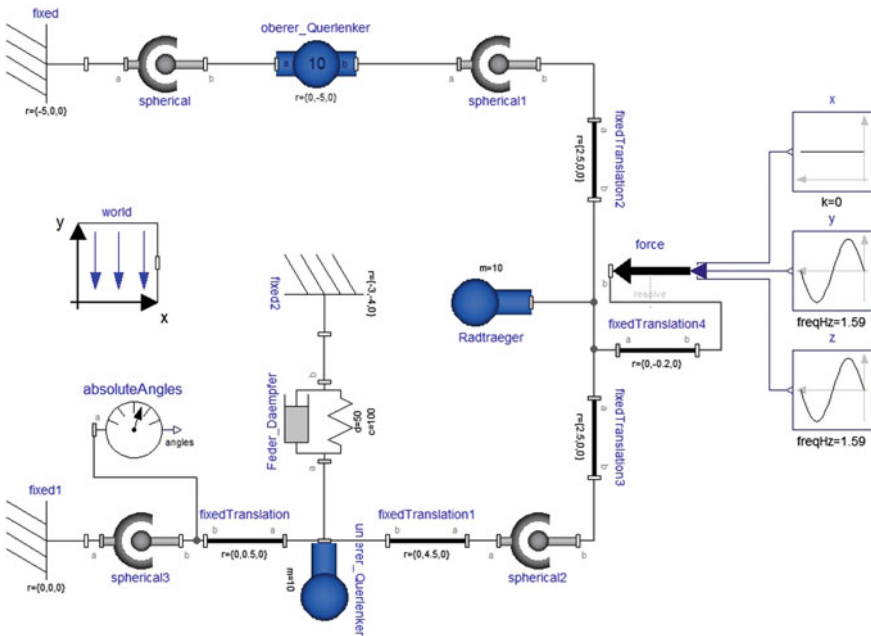 fixed
oberer_Querlenker
a
b
a
10
b
a
b
spherical
spherical1
r={-5,0,0}
r={0,-5,0}
a
fixedTranslation2
r={2.5,0,0}
b
x
k=0
world
y
x
y
freqHz=1.59
force
a
resolve
m=10
Radtraeger
fixed2
r={-3,-4,0}
fixedTranslation4
a
b
r={0,-0.2,0}
z
freqHz=1.59
absoluteAngles
a
angles
b
Feder_Daempfer
d=50
c=100
a
a
fixedTranslation3
r={2.5,0,0}
b
fixed1
a
b
fixedTranslation
b
a
r={0,0.5,0}
fixedTranslation1
b
a
r={0,4.5,0}
a
b
r={0,0,0}
spherical3
m=10
unterer_Querlenker
spherical2